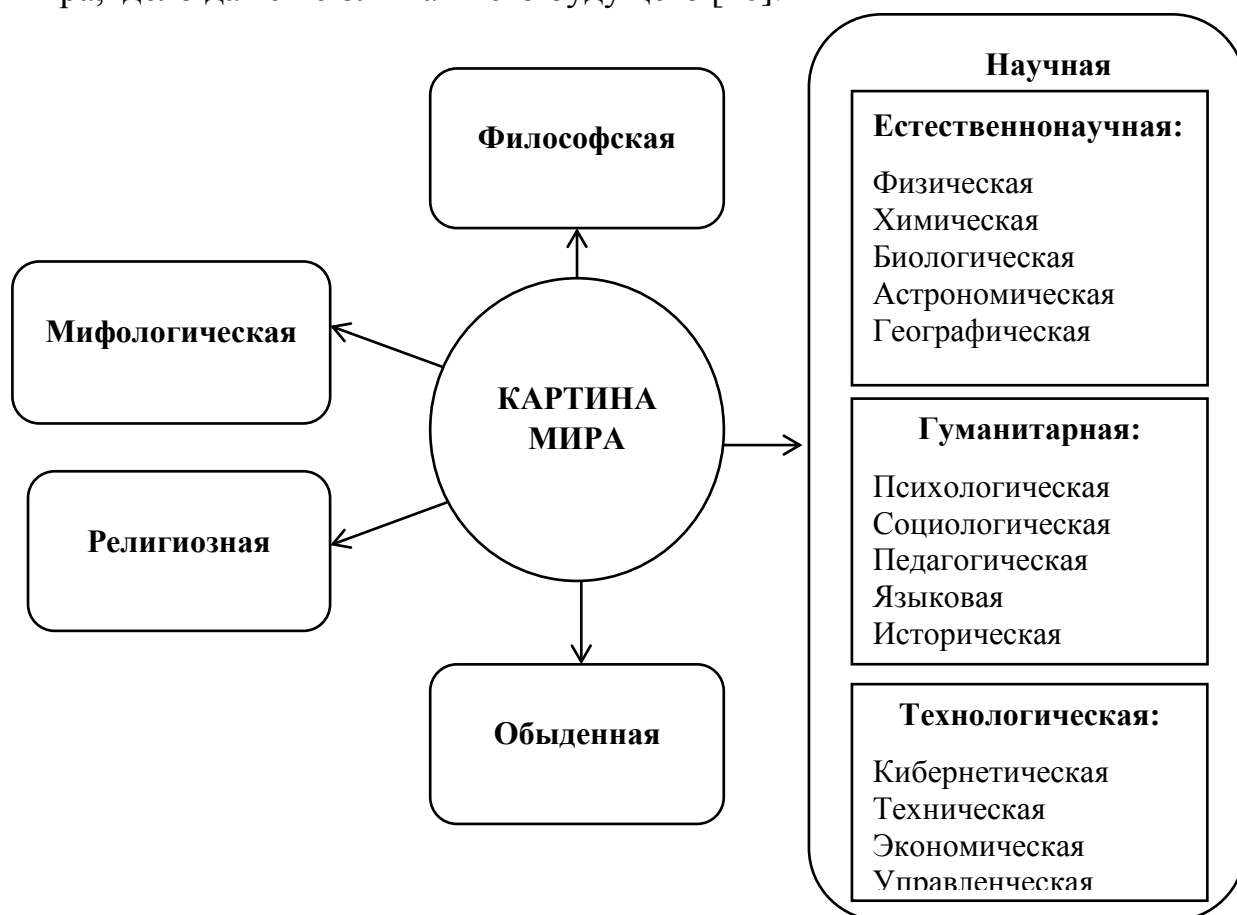 будущего
Научная
Естественнонаучная:
Физическая
Химическая
Биологическая
Астрономическая
Географическая
Философская
Мифологическая
КАРТИНА
МИРА
Гуманитарная:
Психологическая
Социологическая
Педагогическая
Языковая
Историческая
Религиозная
Обыденная
Технологическая:
Кибернетическая
Техническая
Экономическая
Управленческая